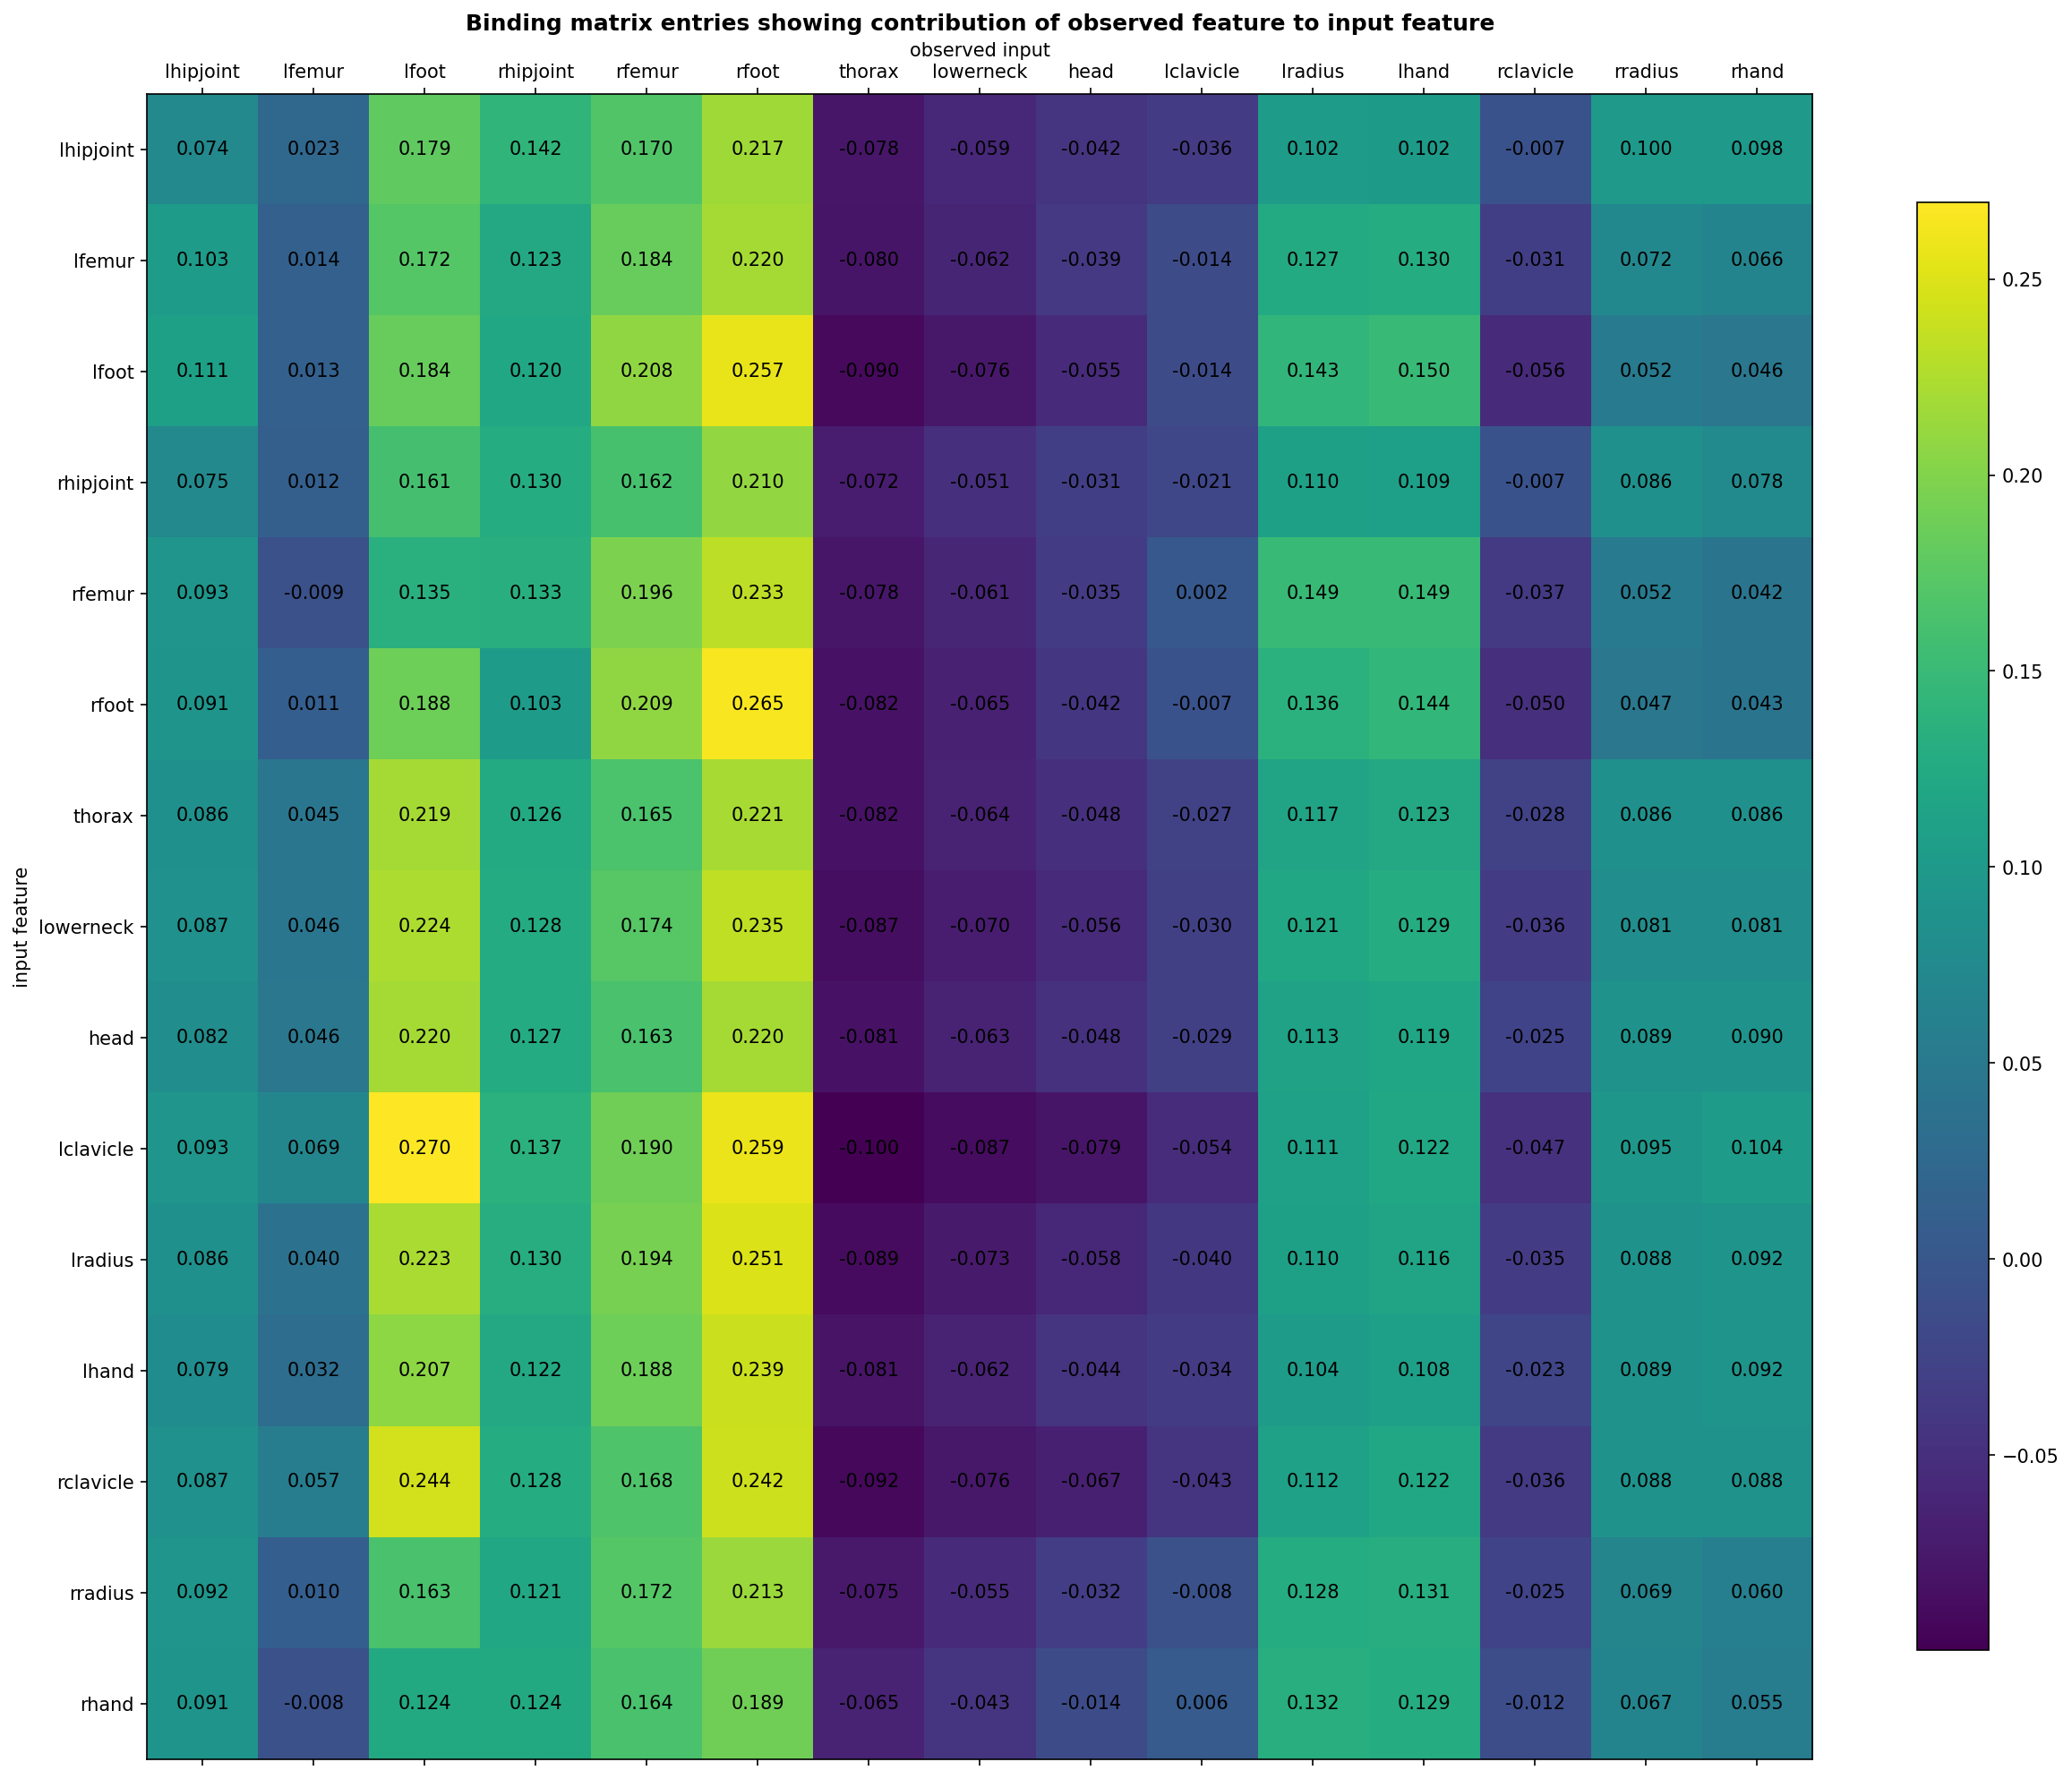 Binding matrix entries showing contribution of observed feature to input feature
observed input
lhipjoint lfemur lfoot rhipjoint rfemur rfoot thorax lowerneck head lclavicle lradius lhand rclavicle rradius rhand
lhipjoint 0.074 0.023 0.179 0.142 0.170 0.217 -0.078 -0.059 -0.042 -0.036 0.102 0.102 -0.007 0.100 0.098
lfemur 0.103 0.014 0.172 0.123 0.184 0.220 -0.080 -0.062 -0.039 -0.014 0.127 0.130 -0.031 0.072 0.066
lfoot 0.111 0.013 0.184 0.120 0.208 0.257 -0.090 -0.076 -0.055 -0.014 0.143 0.150 -0.056 0.052 0.046
rhipjoint 0.075 0.012 0.161 0.130 0.162 0.210 -0.072 -0.051 -0.031 -0.021 0.110 0.109 -0.007 0.086 0.078
rfemur 0.093 -0.009 0.135 0.133 0.196 0.233 -0.078 -0.061 -0.035 0.002 0.149 0.149 -0.037 0.052 0.042
rfoot 0.091 0.011 0.188 0.103 0.209 0.265 -0.082 -0.065 -0.042 -0.007 0.136 0.144 -0.050 0.047 0.043
thorax 0.086 0.045 0.219 0.126 0.165 0.221 -0.082 -0.064 -0.048 -0.027 0.117 0.123 -0.028 0.086 0.086
lowerneck 0.087 0.046 0.224 0.128 0.174 0.235 -0.087 -0.070 -0.056 -0.030 0.121 0.129 -0.036 0.081 0.081
head 0.082 0.046 0.220 0.127 0.163 0.220 -0.081 -0.063 -0.048 -0.029 0.113 0.119 -0.025 0.089 0.090
lclavicle 0.093 0.069 0.270 0.137 0.190 0.259 -0.100 -0.087 -0.079 -0.054 0.111 0.122 -0.047 0.095 0.104
lradius 0.086 0.040 0.223 0.130 0.194 0.251 -0.089 -0.073 -0.058 -0.040 0.110 0.116 -0.035 0.088 0.092
lhand 0.079 0.032 0.207 0.122 0.188 0.239 -0.081 -0.062 -0.044 -0.034 0.104 0.108 -0.023 0.089 0.092
rclavicle 0.087 0.057 0.244 0.128 0.168 0.242 -0.092 -0.076 -0.067 -0.043 0.112 0.122 -0.036 0.088 0.088
rradius 0.092 0.010 0.163 0.121 0.172 0.213 -0.075 -0.055 -0.032 -0.008 0.128 0.131 -0.025 0.069 0.060
rhand 0.091 -0.008 0.124 0.124 0.164 0.189 -0.065 -0.043 -0.014 0.006 0.132 0.129 -0.012 0.067 0.055
input feature
0.25
0.20
0.15
0.10
0.05
0.00
−0.05